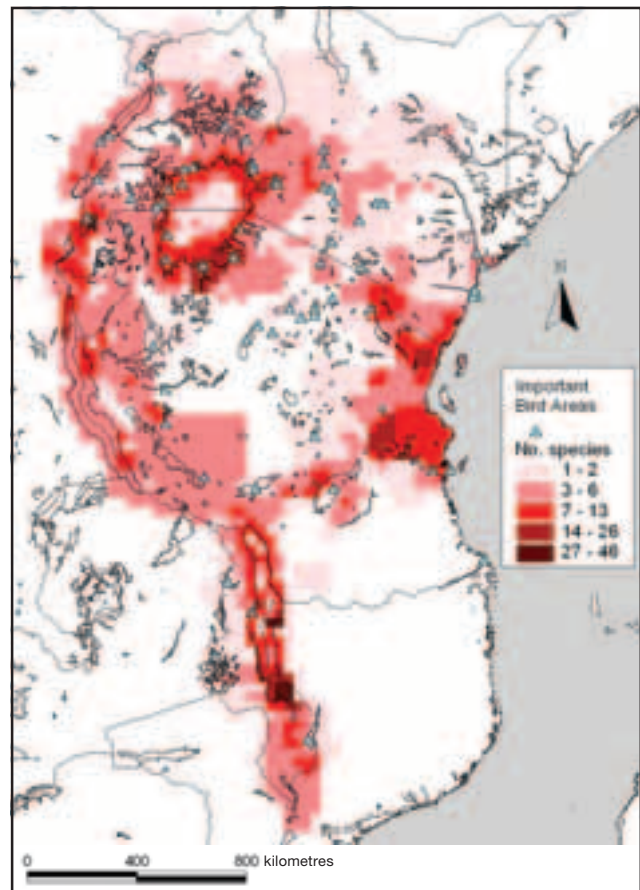 N
Important
Bird Areas
No. species
1 - 2
3 - 6
7 - 13
14 - 26
27 - 46
0 400 800 kilometres